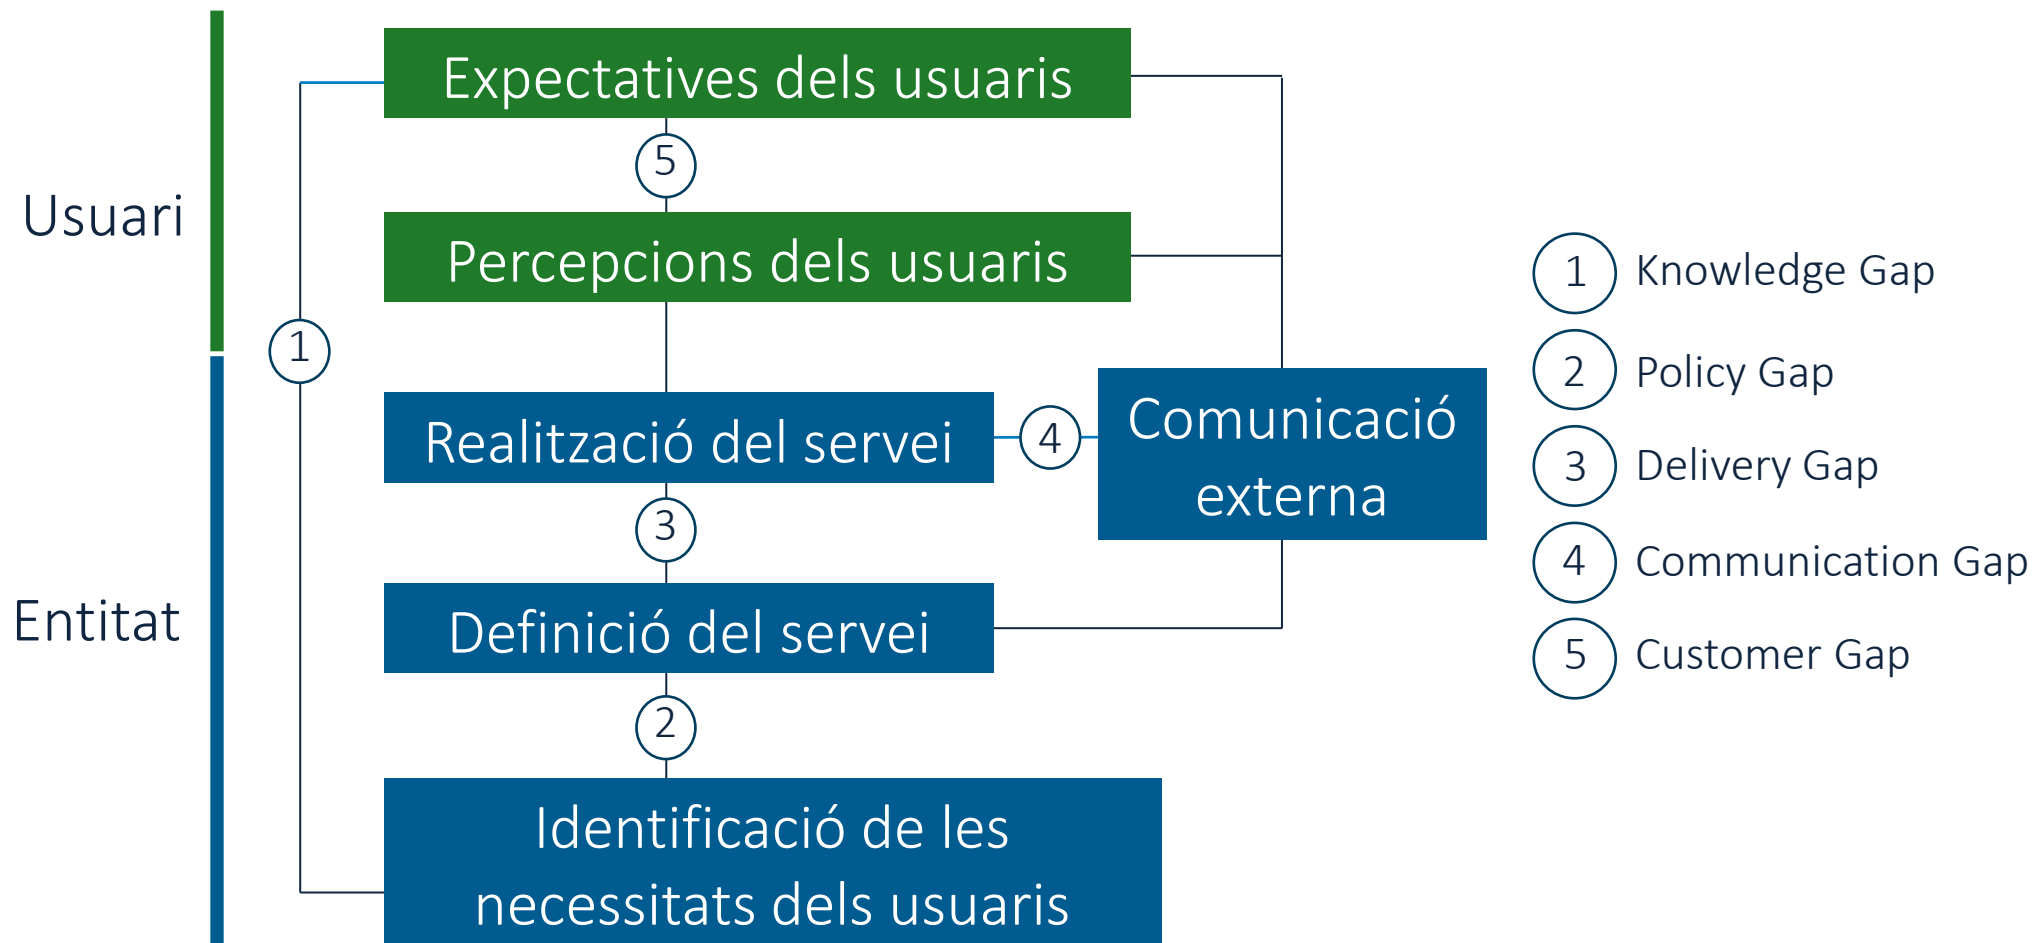 Usuari
Entitat
Expectatives dels usuaris
5
Percepcions dels usuaris
1
Realització del servei
4
Comunicació
externa
3
Definició del servei
2
Identificació de les
necessitats dels usuaris
1 Knowledge Gap
2 Policy Gap
3 Delivery Gap
4 Communication Gap
5 Customer Gap